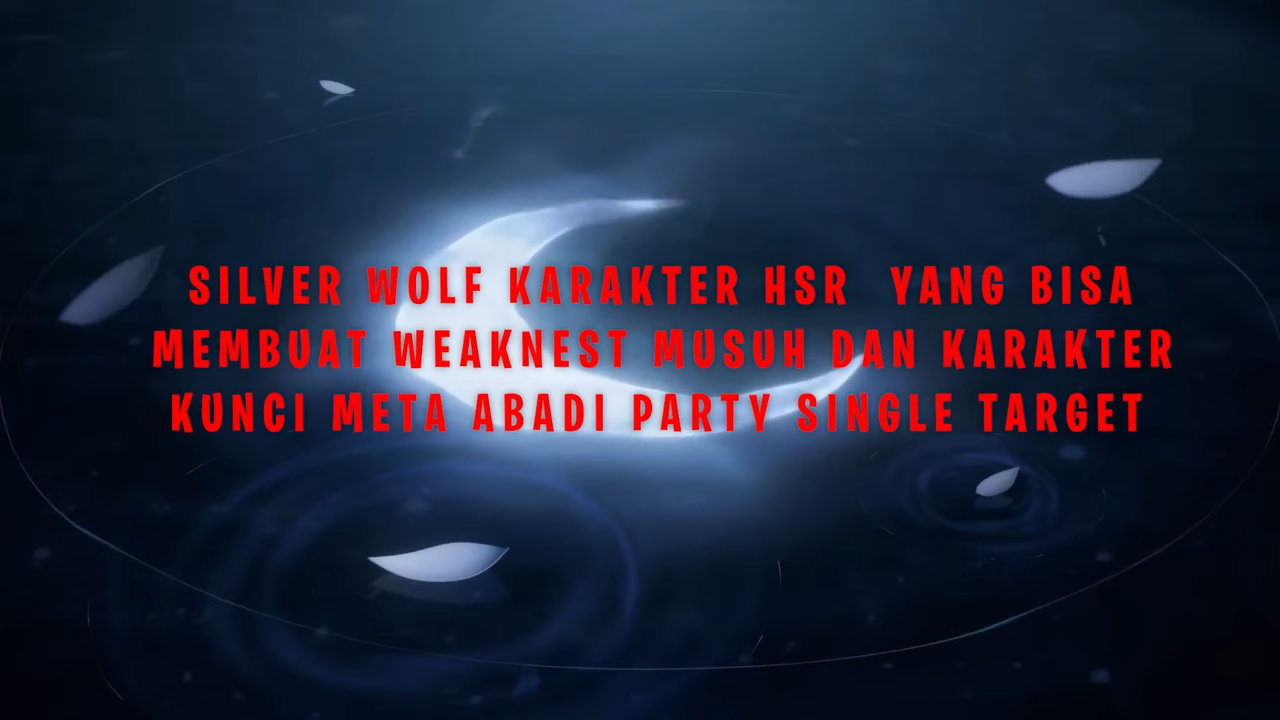 SILVER WOLF KARAKTER HSR  YANG BISA
MEMBUAT WEAKNEST MUSUH DAN KARAKTER
KUNCI META ABADI PARTY SINGLE TARGET